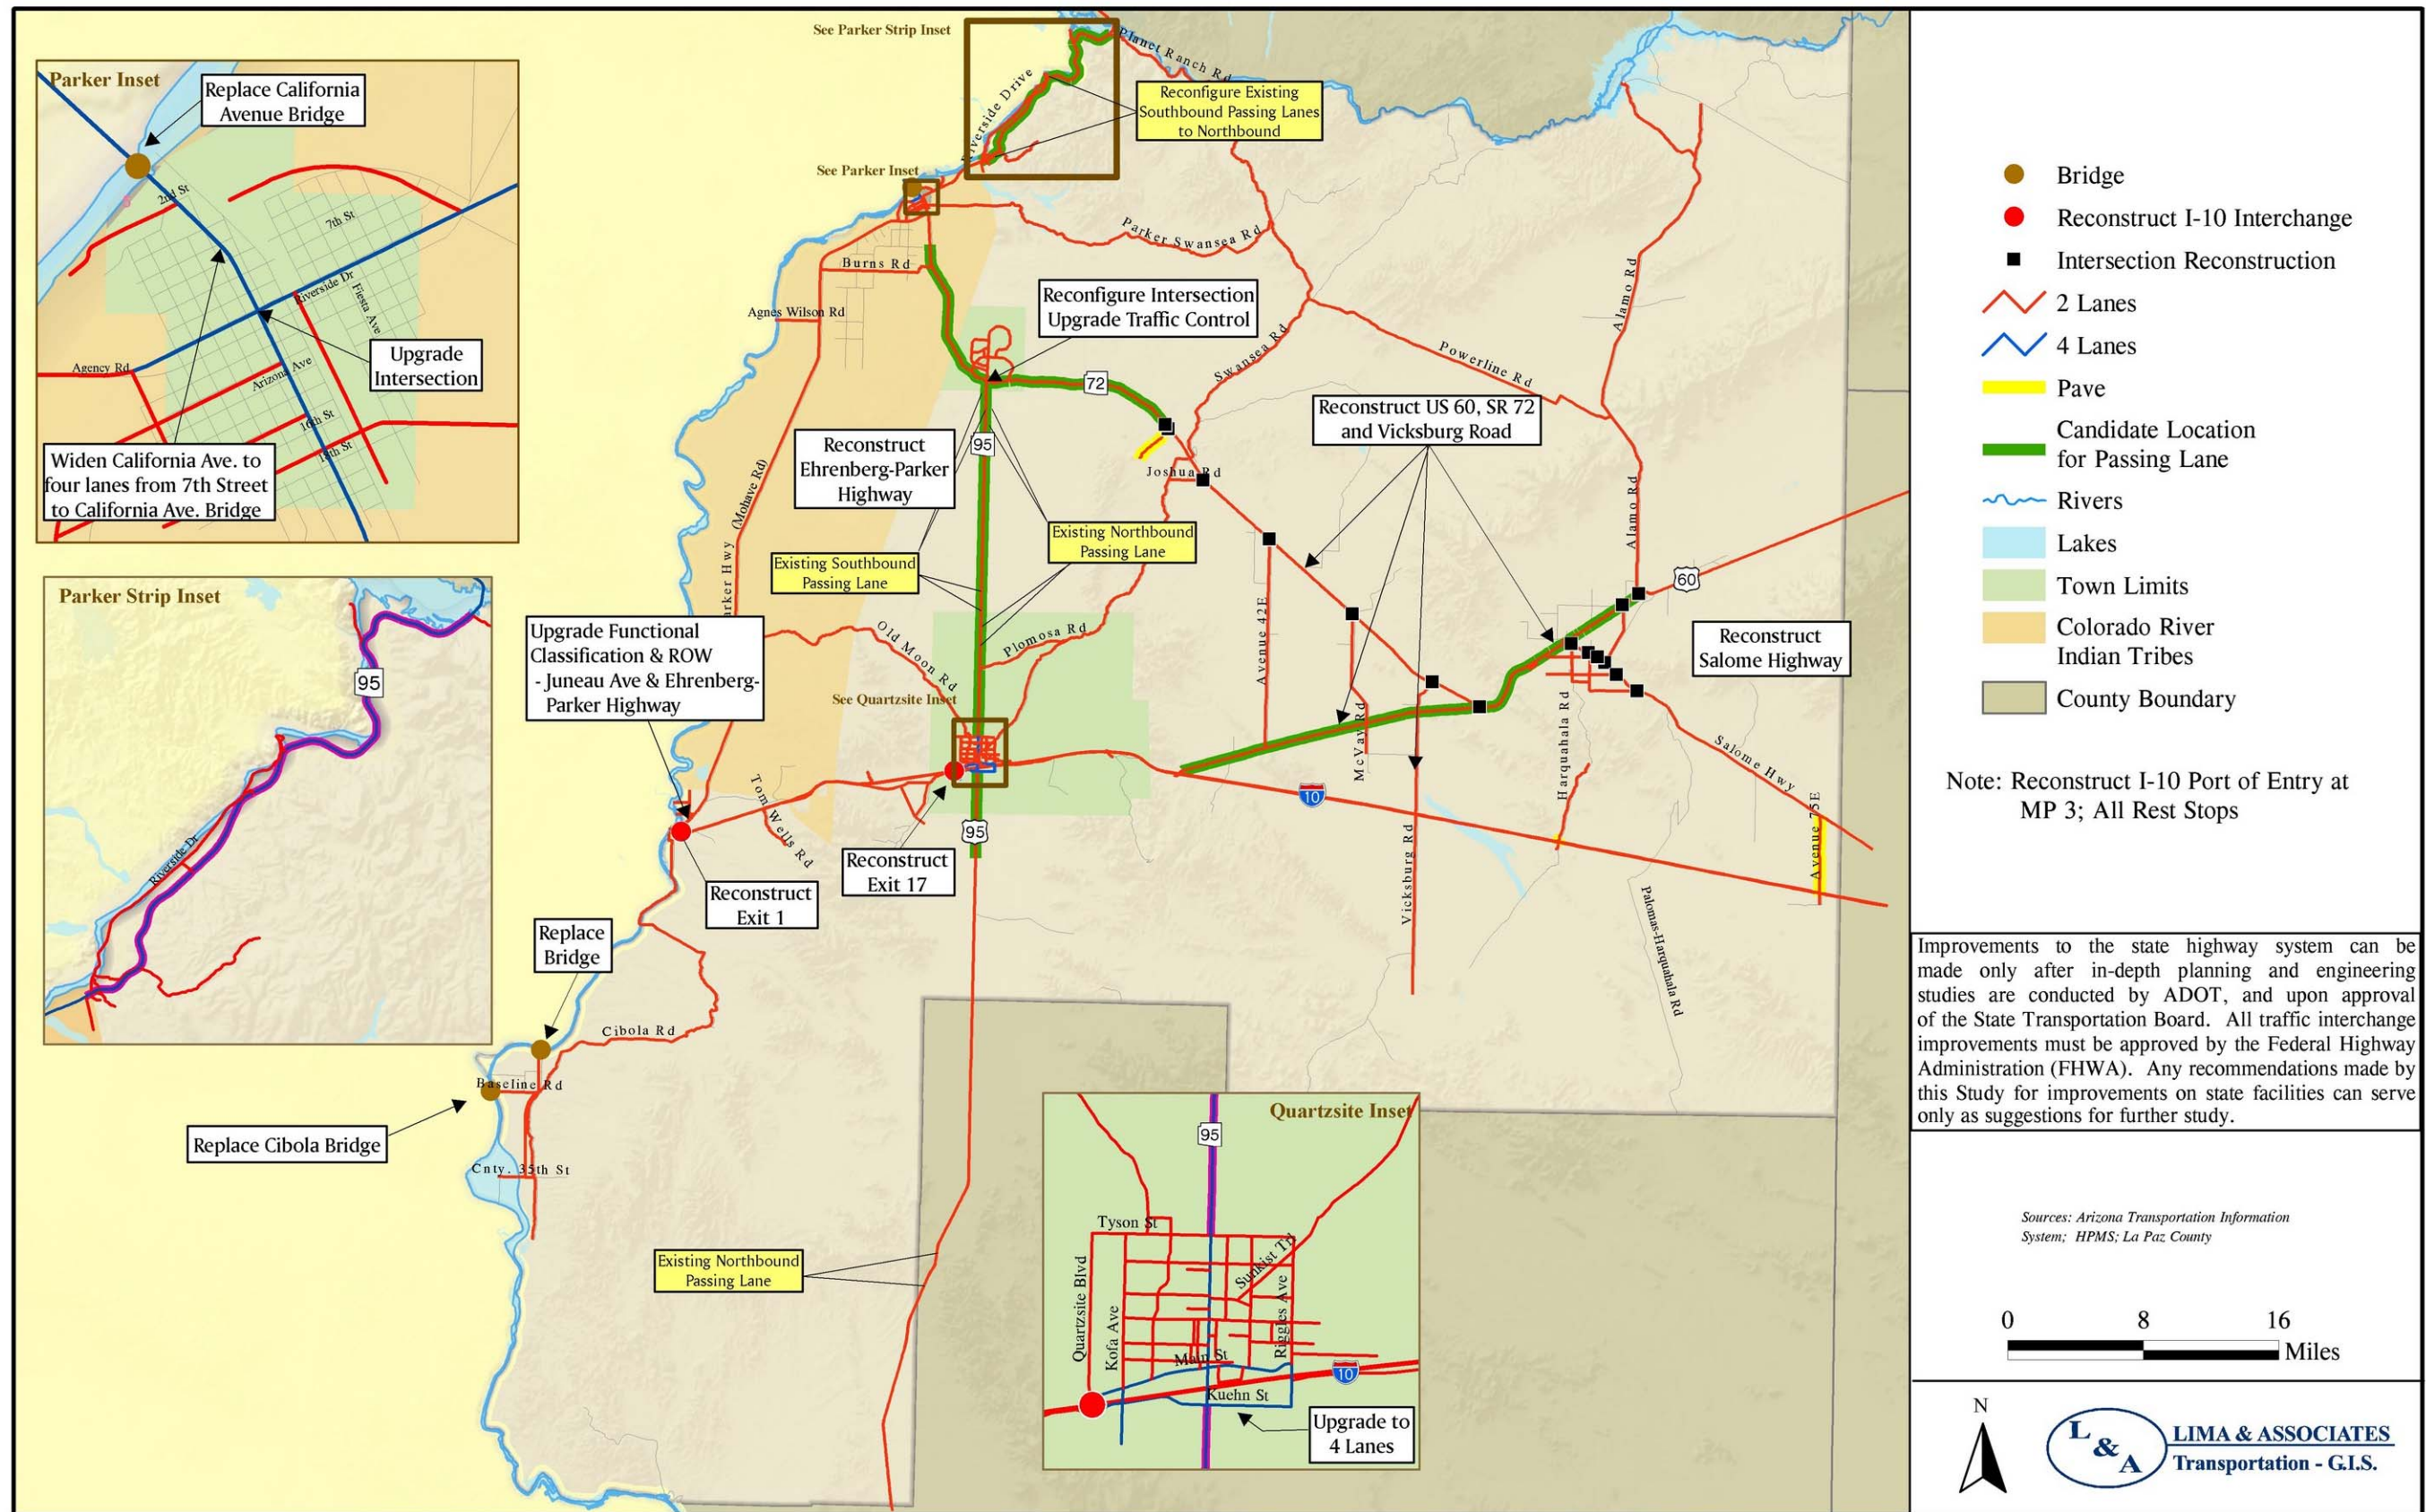 See Parker Strip Inset
Planet Ranch Rd
Parker Inset
Replace California
Avenue Bridge
2nd St
7th St
Riverside Dr
Fiesta Ave
Upgrade
Intersection
Agency Rd
Arizona Ave
16th St
18th St
Widen California Ave. to
four lanes from 7th Street
to California Ave. Bridge
Riverside Drive
Reconfigure Existing
Southbound Passing Lanes
to Northbound
See Parker Inset
Parker Swansea Rd
Burns Rd
Agnes Wilson Rd
Reconfigure Intersection
Upgrade Traffic Control
72
Swansea Rd
Powerline Rd
Alamo Rd
Reconstruct US 60, SR 72
and Vicksburg Road
Reconstruct
Ehrenberg-Parker
Highway
95
Joshua Rd
(Mohave Rd)
Alamo Rd
Existing Northbound
Passing Lane
Existing Southbound
Passing Lane
60
Parker Strip Inset
95
Riverside Dr
Upgrade Functional
Classification & ROW
- Juneau Ave & Ehrenberg-
Parker Highway
Old Moon Rd
Plomosa Rd
Avenue 42E
Reconstruct
Salome Highway
See Quartzsite Inset
McVay Rd
Harquahala Rd
Salome Hwy
Tom Wells Rd
10
Avenue 75E
95
Reconstruct
Exit 17
Reconstruct
Exit 1
Vicksburg Rd
Palomas-Harquahala Rd
Replace
Bridge
Cibola Rd
Baseline Rd
Replace Cibola Bridge
Cnty. 35th St
Existing Northbound
Passing Lane
Quartzsite Inset
95
Tyson St
Quartzsite Blvd
Kofa Ave
Sunkist Trl
Riggles Ave
Main St
10
Kuehn St
Upgrade to
4 Lanes
Bridge
Reconstruct I-10 Interchange
Intersection Reconstruction
2 Lanes
4 Lanes
Pave
Candidate Location
for Passing Lane
Rivers
Lakes
Town Limits
Colorado River
Indian Tribes
County Boundary
Note: Reconstruct I-10 Port of Entry at
MP 3; All Rest Stops
Improvements to the state highway system can be
made only after in-depth planning and engineering
studies are conducted by ADOT, and upon approval
of the State Transportation Board. All traffic interchange
improvements must be approved by the Federal Highway
Administration (FHWA). Any recommendations made by
this Study for improvements on state facilities can serve
only as suggestions for further study.
Sources: Arizona Transportation Information
System; HPMS; La Paz County
0 8 16
Miles
N
L & A
LIMA & ASSOCIATES
Transportation - G.I.S.